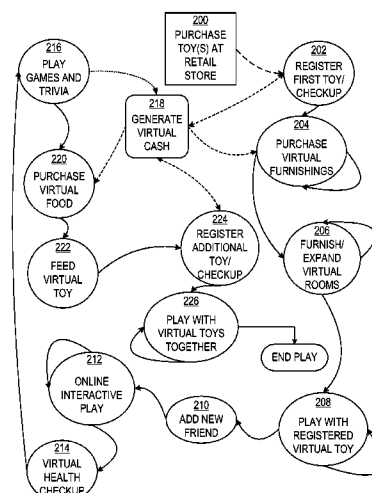 200
PURCHASE
TOY(S) AT
RETAIL
STORE
202
REGISTER
FIRST TOY/
CHECKUP
204
PURCHASE
VIRTUAL
FURNISHINGS
206
FURNISH/
EXPAND
VIRTUAL
ROOMS
208
PLAY WITH
REGISTERED
VIRTUAL TOY
210
ADD NEW
FRIEND
212
ONLINE
INTERACTIVE
PLAY
214
VIRTUAL
HEALTH
CHECKUP
216
PLAY
GAMES AND
TRIVIA
218
GENERATE
VIRTUAL
CASH
220
PURCHASE
VIRTUAL
FOOD
222
FEED
VIRTUAL
TOY
224
REGISTER
ADDITIONAL
TOY/
CHECKUP
226
PLAY WITH
VIRTUAL TOYS
TOGETHER
END PLAY